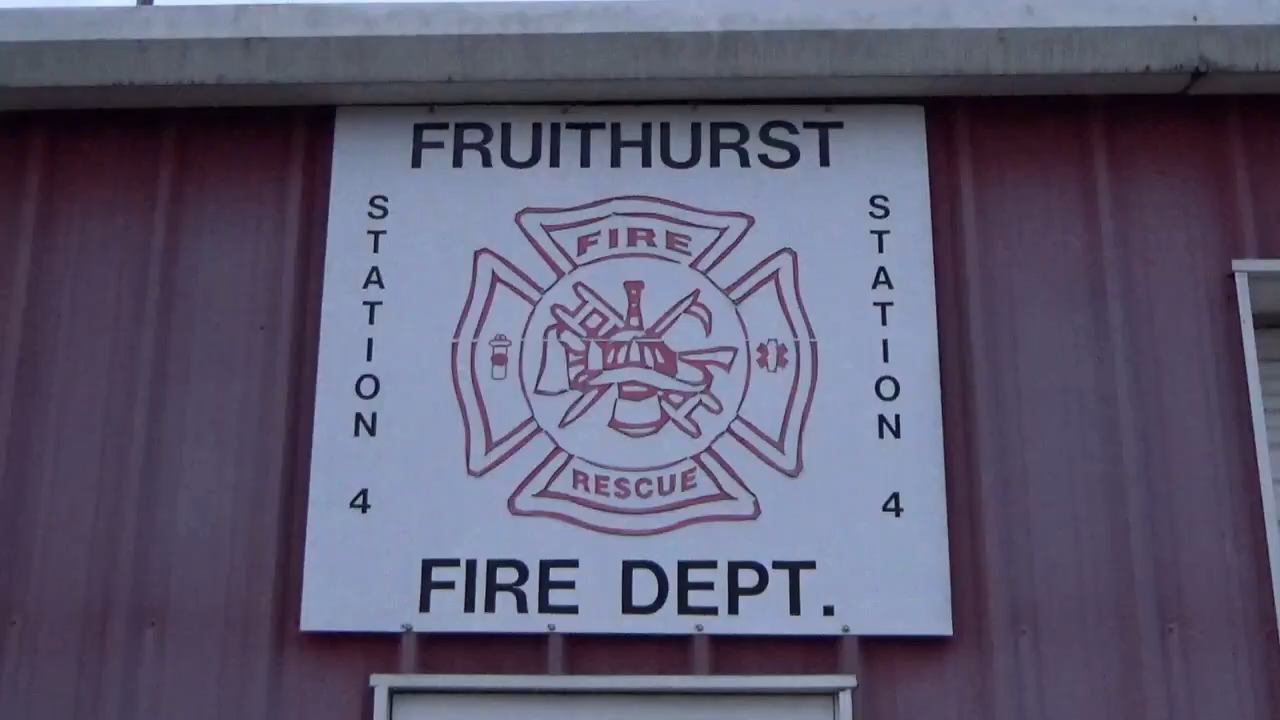 FRUITHURST
STATION 4
FIRE
RESCUE
STATION 4
FIRE DEPT.